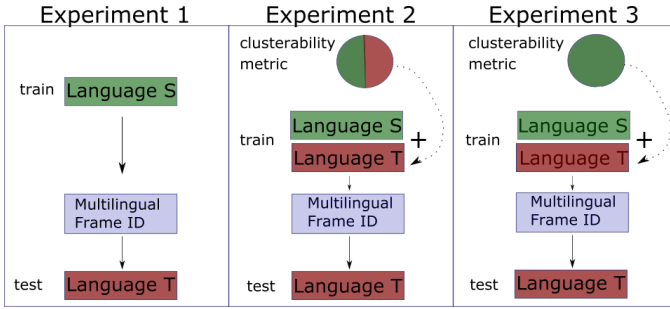 Experiment 1
train
Language S
Multilingual
Frame ID
test
Language T
Experiment 2
clusterability
metric
train
Language S
+
Language T
Multilingual
Frame ID
test
Language T
Experiment 3
clusterability
metric
train
Language S
+
Language T
Multilingual
Frame ID
test
Language T